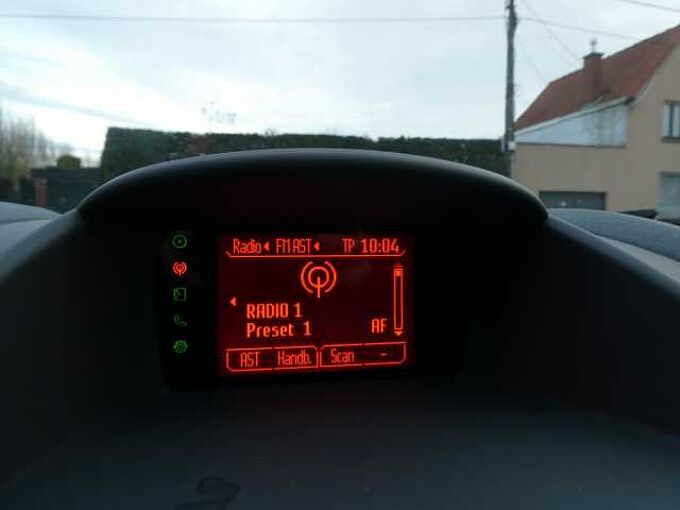 Radio FM AST TP 10:04
RADIO 1
Preset 1 AF
AST Handb. Scan -